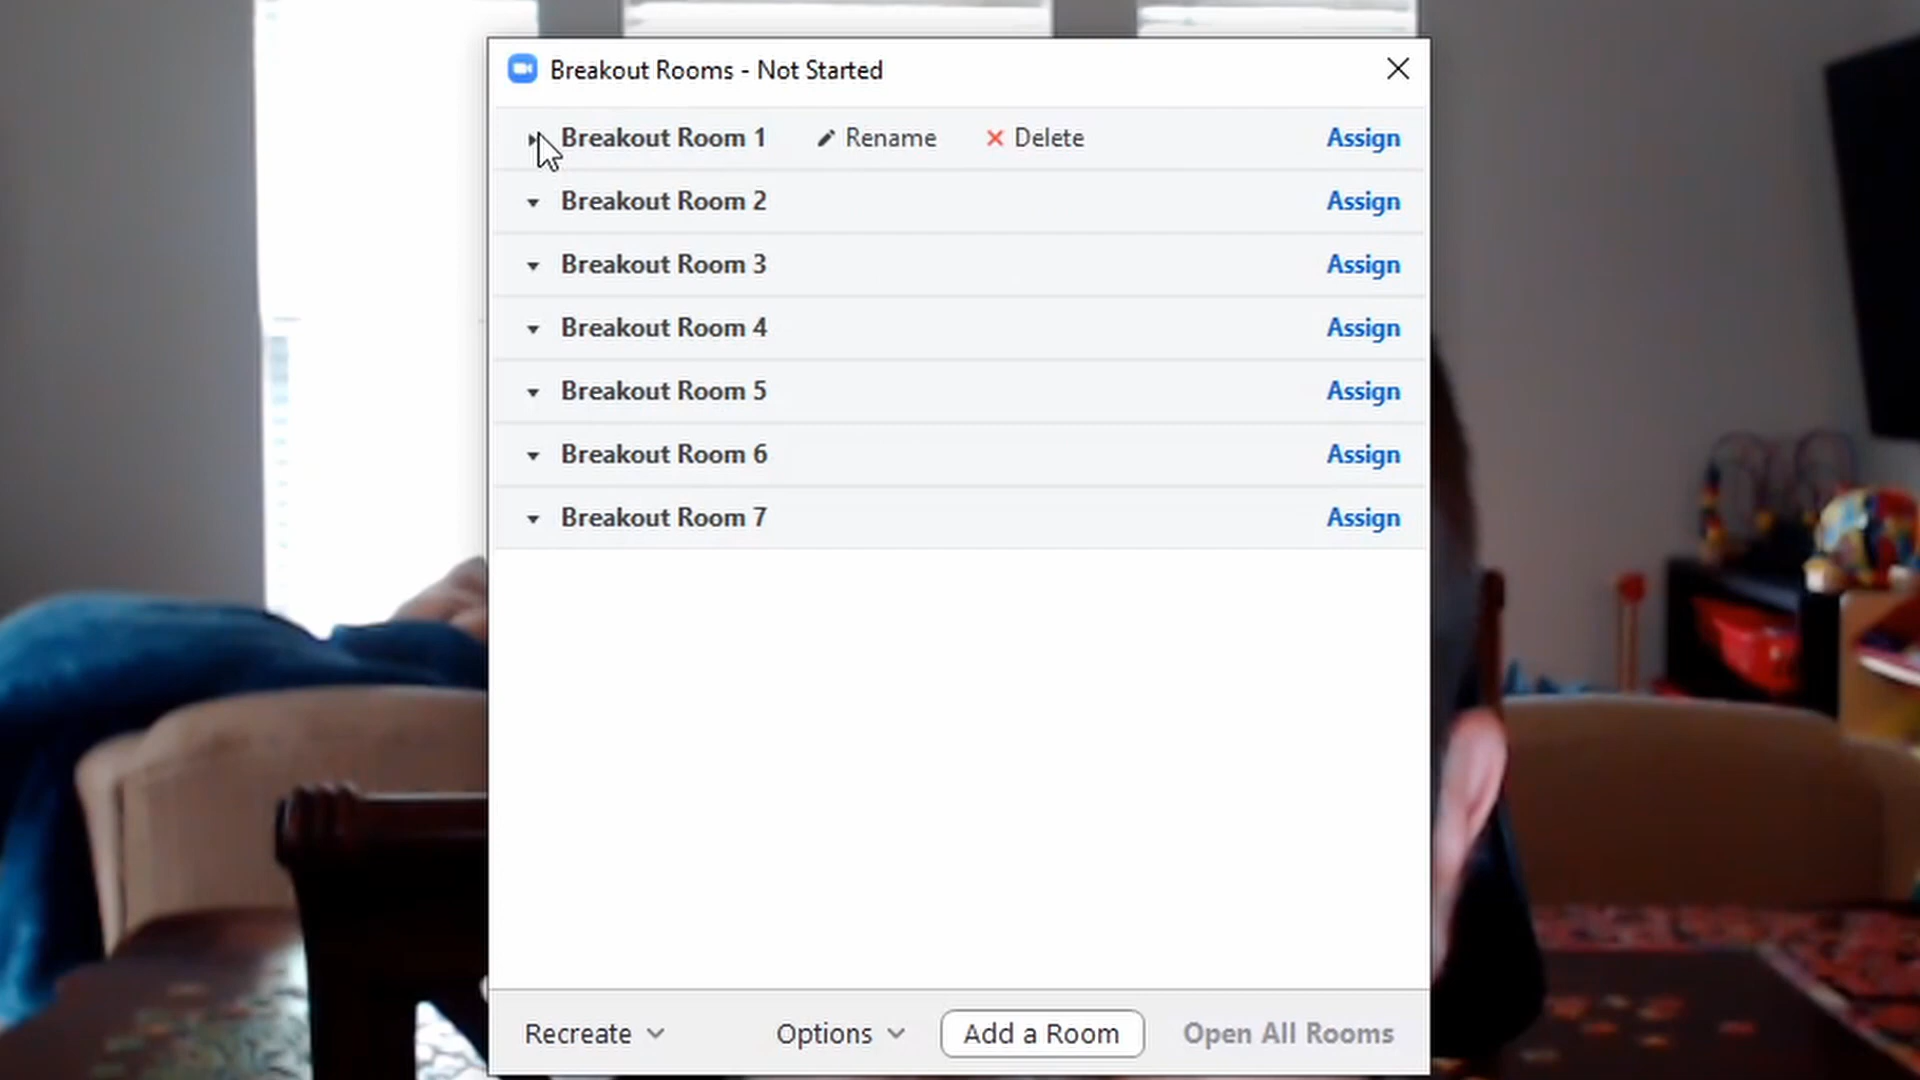 Breakout Rooms - Not Started
Breakout Room 1 Rename Delete Assign
Breakout Room 2 Assign
Breakout Room 3 Assign
Breakout Room 4 Assign
Breakout Room 5 Assign
Breakout Room 6 Assign
Breakout Room 7 Assign
Recreate Options Add a Room Open All Rooms